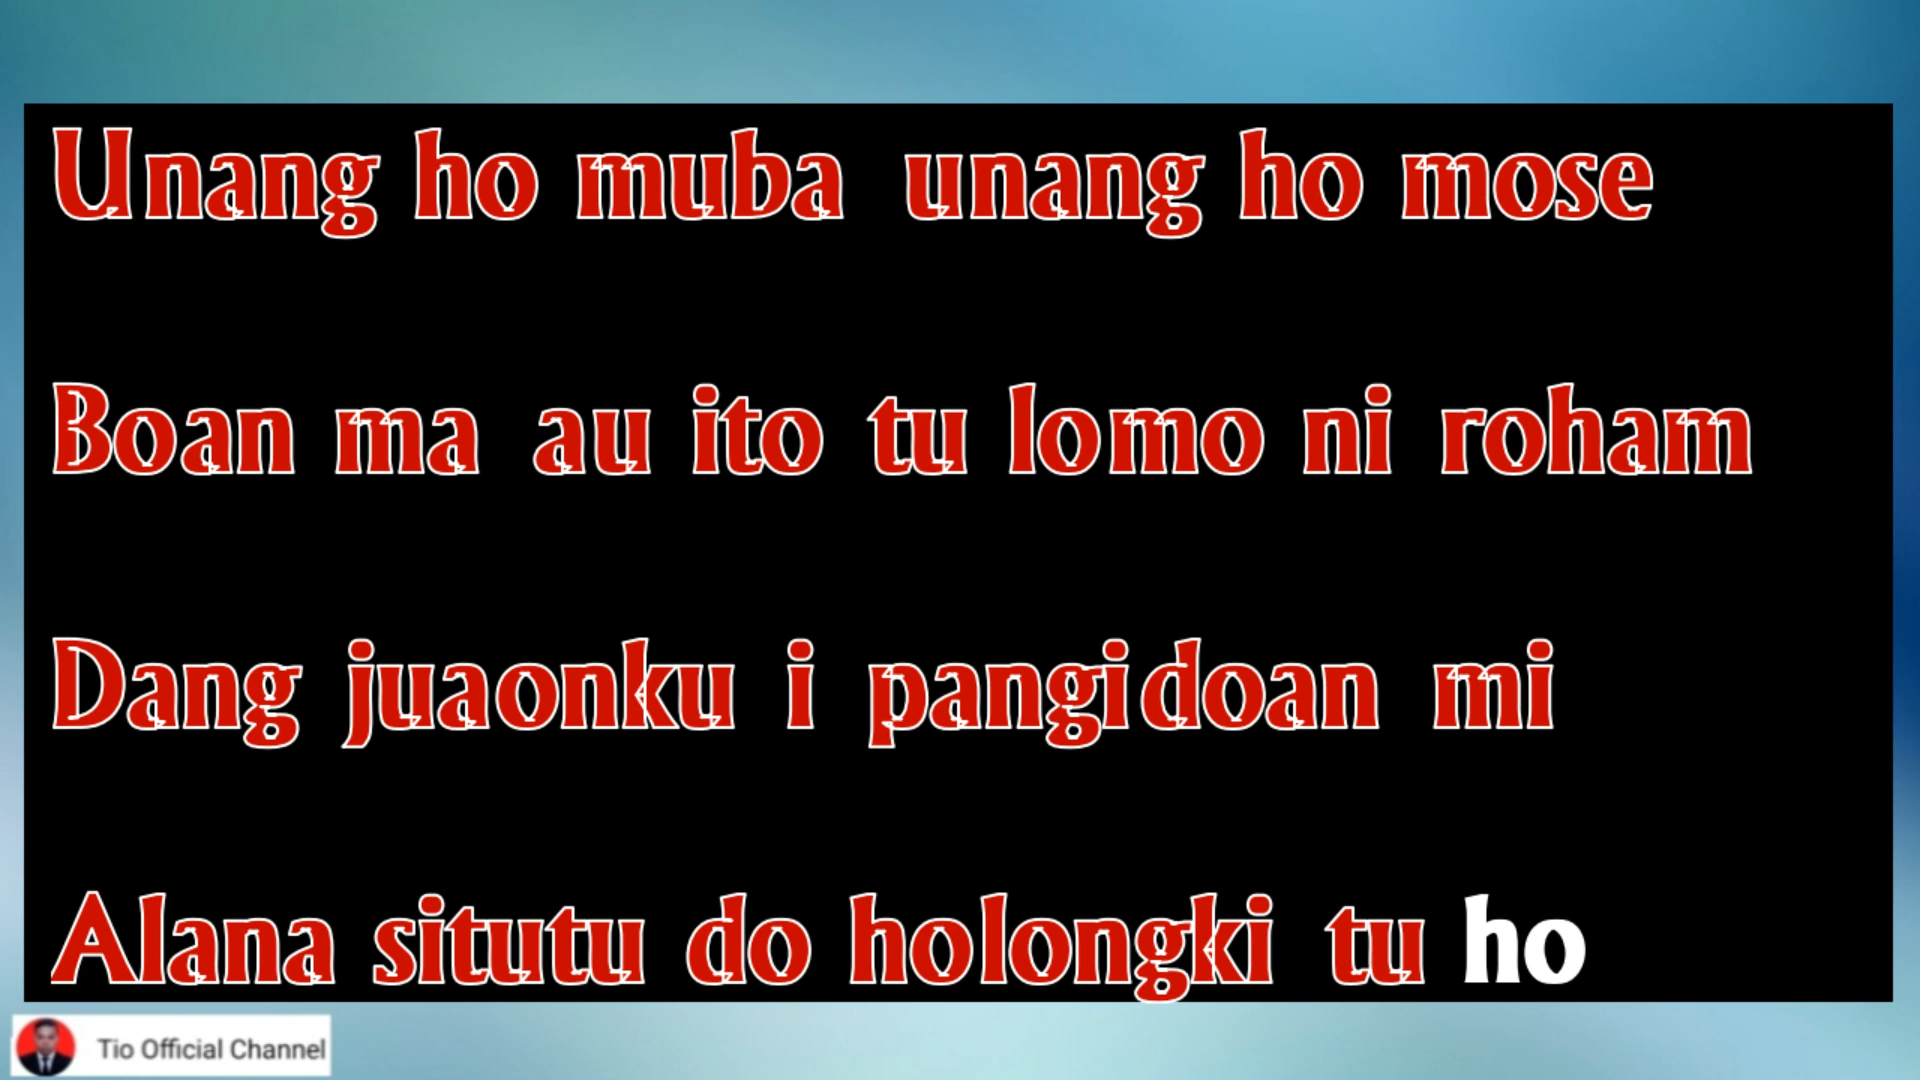 Unang ho muba unang ho mose
Boan ma au ito tu lomo ni roham
Dang juaonku i pangidoan mi
Alana situtu do holongki tu ho
Tio Official Channel